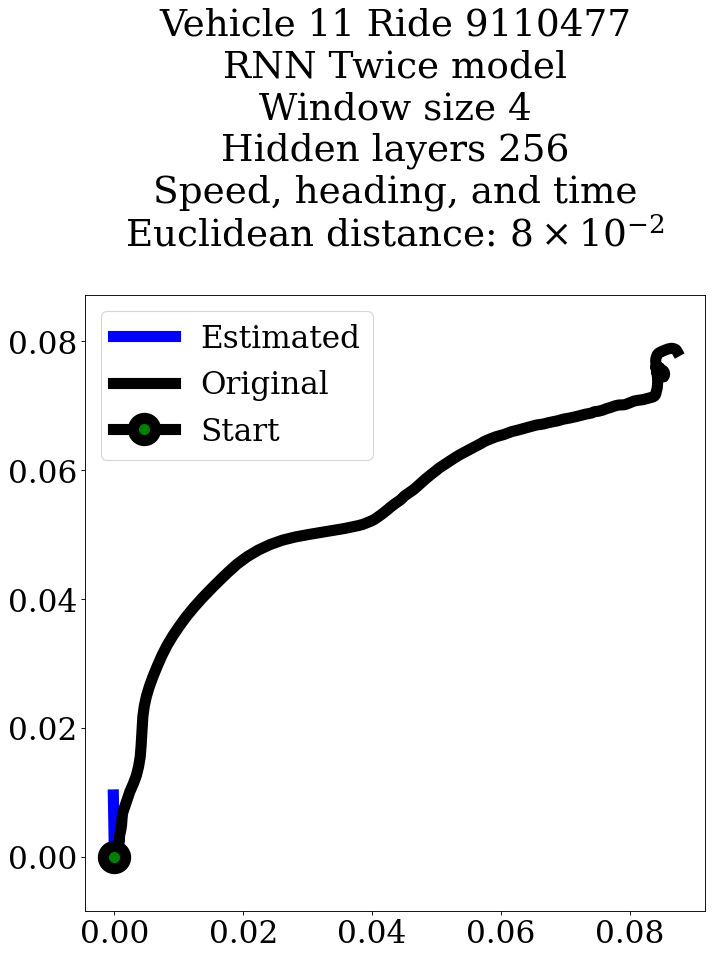 Vehicle 11 Ride 9110477
RNN Twice model
Window size 4
Hidden layers 256
Speed, heading, and time
Euclidean distance: 8 × 10⁻²
Estimated
Original
Start
0.08
0.06
0.04
0.02
0.00
0.00 0.02 0.04 0.06 0.08